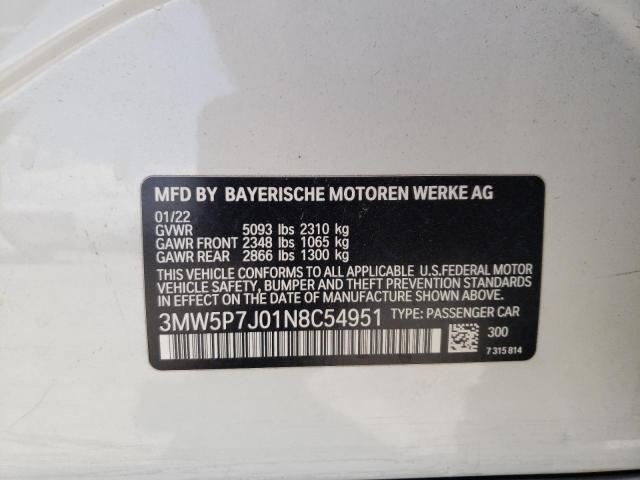 MFD BY BAYERISCHE MOTOREN WERKE AG
01/22
GVWR 5093 lbs 2310 kg
GAWR FRONT 2348 lbs 1065 kg
GAWR REAR 2866 lbs 1300 kg
THIS VEHICLE CONFORMS TO ALL APPLICABLE U.S.FEDERAL MOTOR
VEHICLE SAFETY, BUMPER AND THEFT PREVENTION STANDARDS
IN EFFECT ON THE DATE OF MANUFACTURE SHOWN ABOVE.
3MW5P7J01N8C54951 TYPE: PASSENGER CAR
300
7 315 814